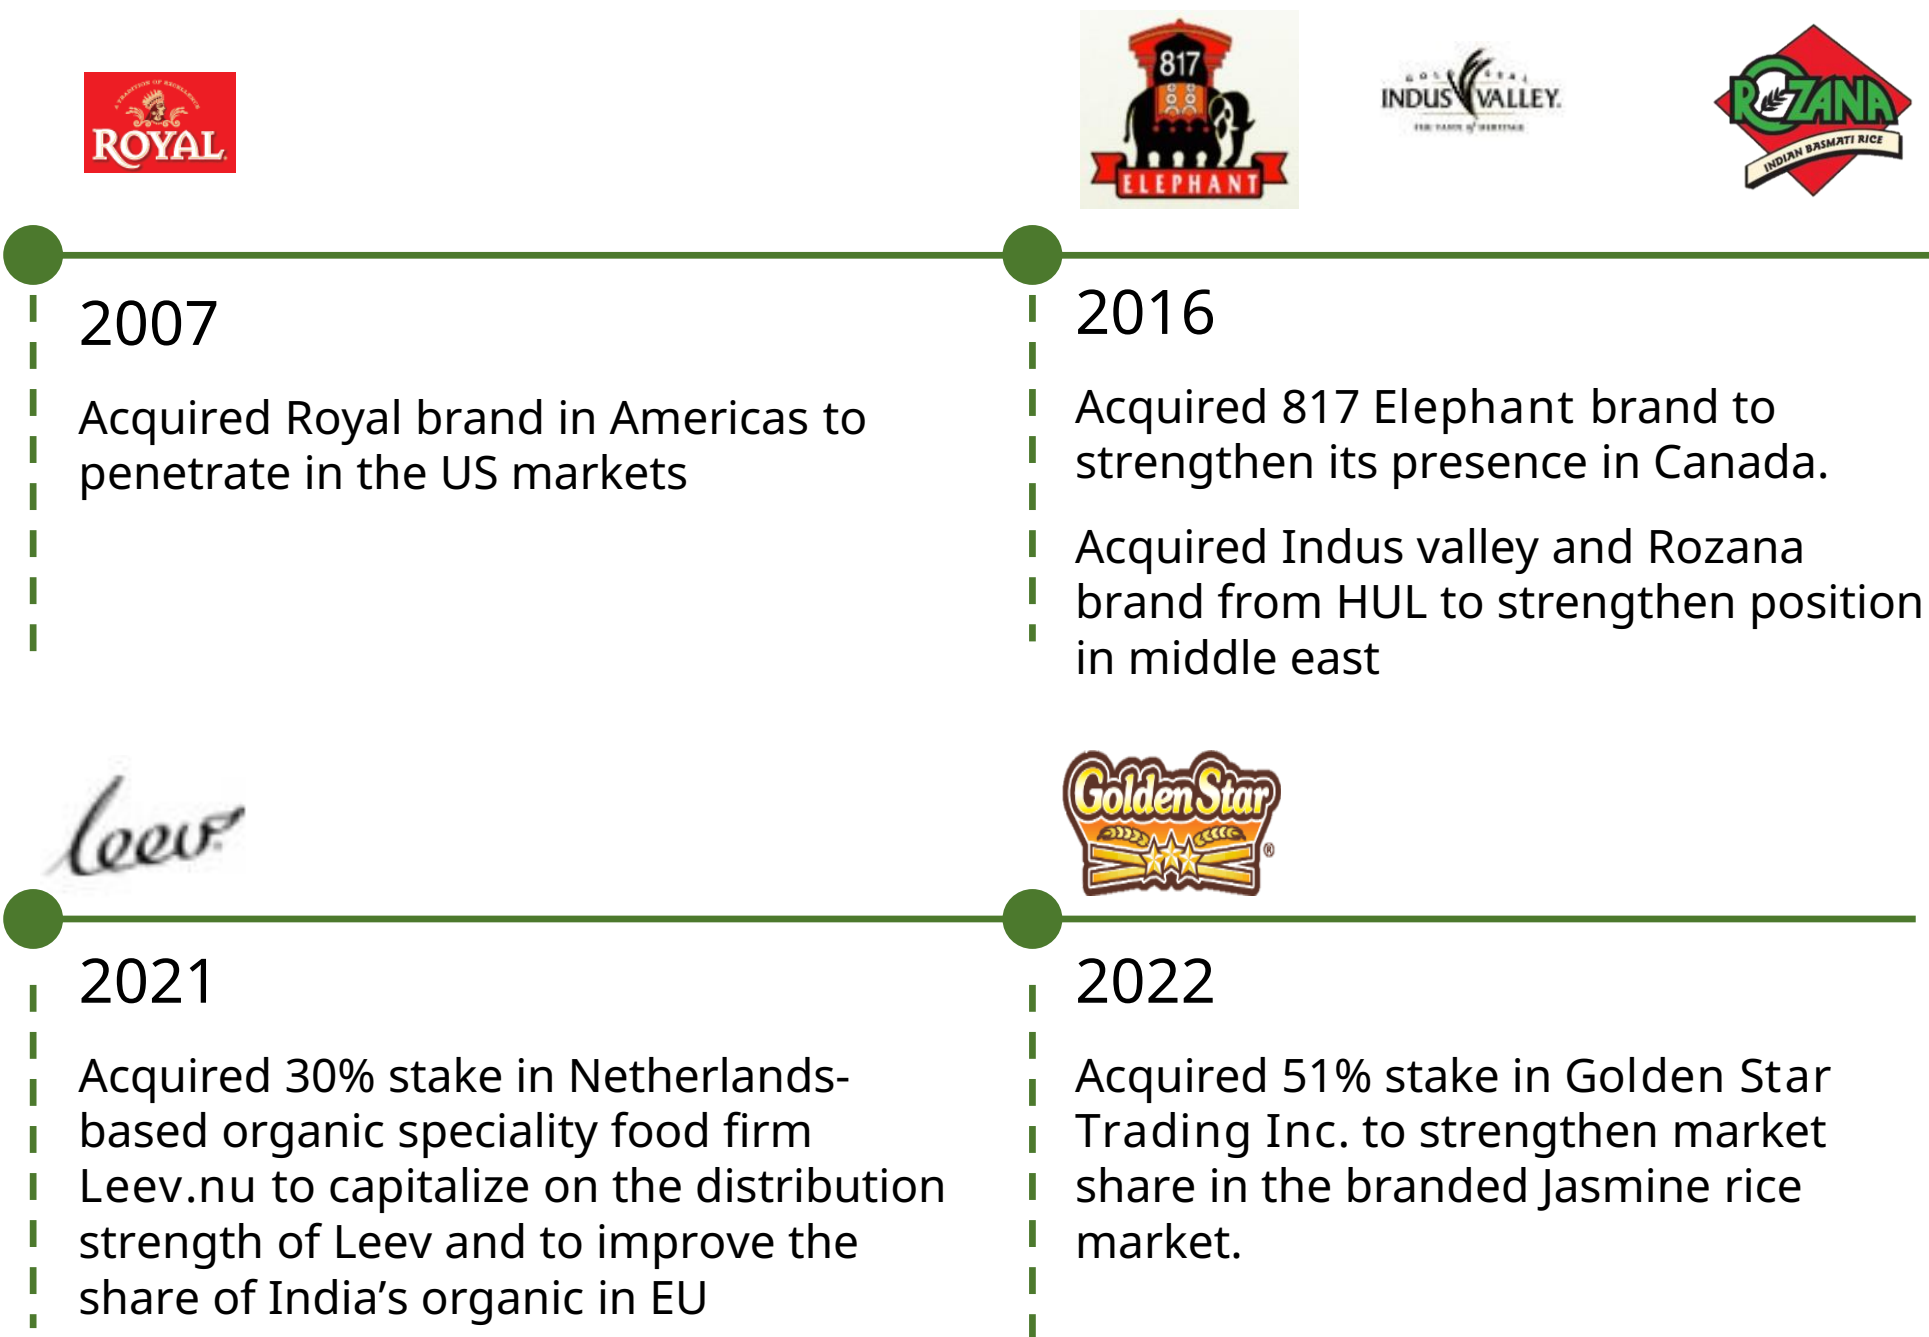 A TRADITION OF EXCELLENCE
ROYAL
817
ELEPHANT
GOLD SEAL
INDUS VALLEY
ROZANA
INDIAN BASMATI RICE
2007
Acquired Royal brand in Americas to
penetrate in the US markets
2016
Acquired 817 Elephant brand to
strengthen its presence in Canada.
Acquired Indus valley and Rozana
brand from HUL to strengthen position
in middle east
leev.
Golden Star
®
2021
Acquired 30% stake in Netherlands-
based organic speciality food firm
Leev.nu to capitalize on the distribution
strength of Leev and to improve the
share of India’s organic in EU
2022
Acquired 51% stake in Golden Star
Trading Inc. to strengthen market
share in the branded Jasmine rice
market.